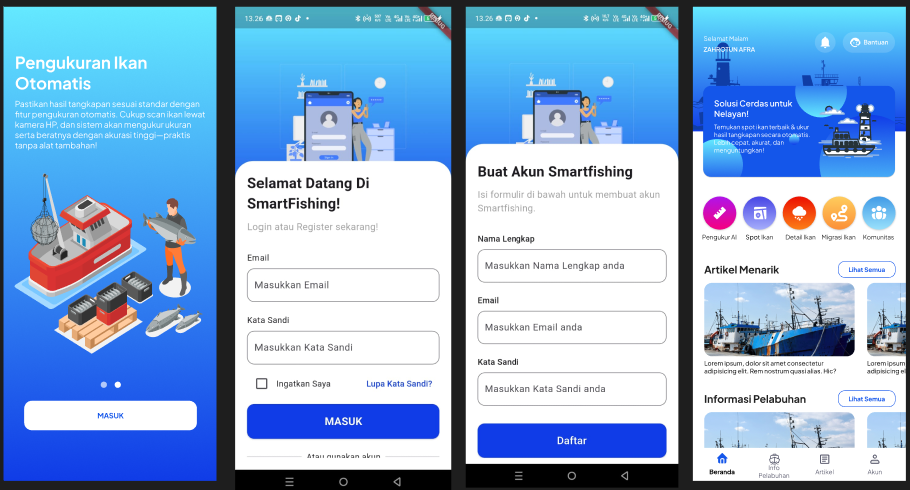 Pengukuran Ikan
Otomatis
Pastikan hasil tangkapan sesuai standar dengan
fitur pengukuran otomatis. Cukup scan ikan lewat
kamera HP, dan sistem akan mengukur ukuran
serta beratnya dengan akurasi tinggi—praktis
tanpa alat tambahan!
MASUK
13.26
Selamat Datang Di
SmartFishing!
Login atau Register sekarang!
Email
Masukkan Email
Kata Sandi
Masukkan Kata Sandi
Ingatkan Saya
Lupa Kata Sandi?
MASUK
Atau gunakan akun
13.26
Buat Akun Smartfishing
Isi formulir di bawah untuk membuat akun
Smartfishing.
Nama Lengkap
Masukkan Nama Lengkap anda
Email
Masukkan Email anda
Kata Sandi
Masukkan Kata Sandi anda
Daftar
Selamat Malam
ZAHROTUN AFRA
Bantuan
Solusi Cerdas untuk
Nelayan!
Temukan spot ikan terbaik & ukur
hasil tangkapan secara otomatis.
Lebih cepat, akurat, dan
menguntungkan!
Pengukur AI
Spot Ikan
Detail Ikan
Migrasi Ikan
Komunitas
Artikel Menarik
Lihat Semua
Lorem ipsum, dolor sit amet consectetur
adipisicing elit. Rem nostrum quasi alias. Hic?
Lorem ips
adipisicing
Informasi Pelabuhan
Lihat Semua
Beranda
Info
Pelabuhan
Artikel
Akun